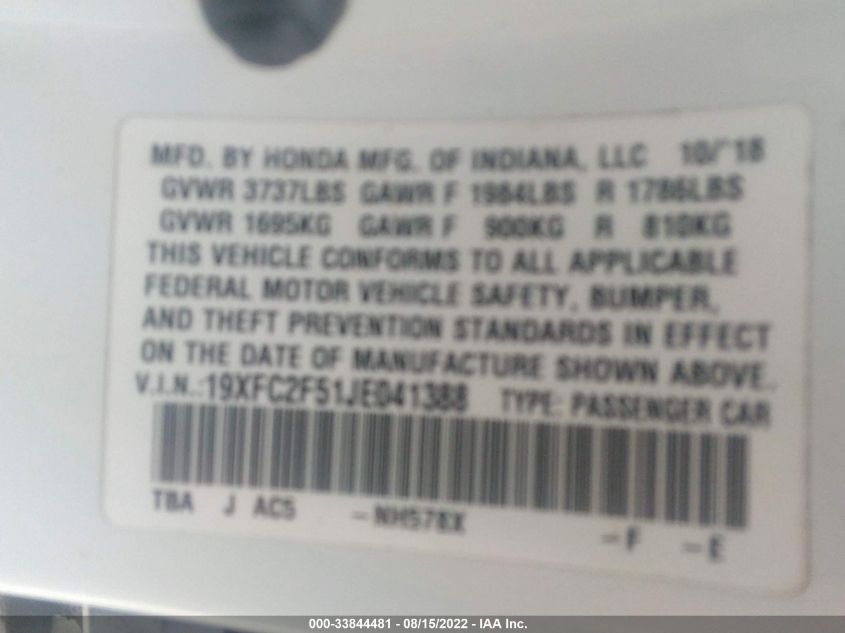 MFD. BY HONDA MFG. OF INDIANA, LLC 10/18
GVWR 3737LBS GAWR F 1984LBS R 1786LBS
GVWR 1695KG GAWR F 900KG R 810KG
THIS VEHICLE CONFORMS TO ALL APPLICABLE
FEDERAL MOTOR VEHICLE SAFETY, BUMPER,
AND THEFT PREVENTION STANDARDS IN EFFECT
ON THE DATE OF MANUFACTURE SHOWN ABOVE.
V.I.N.:19XFC2F51JE041388 TYPE: PASSENGER CAR
TBA J AC5 -NH578X -F -E
000-33844481 - 08/15/2022 - IAA Inc.